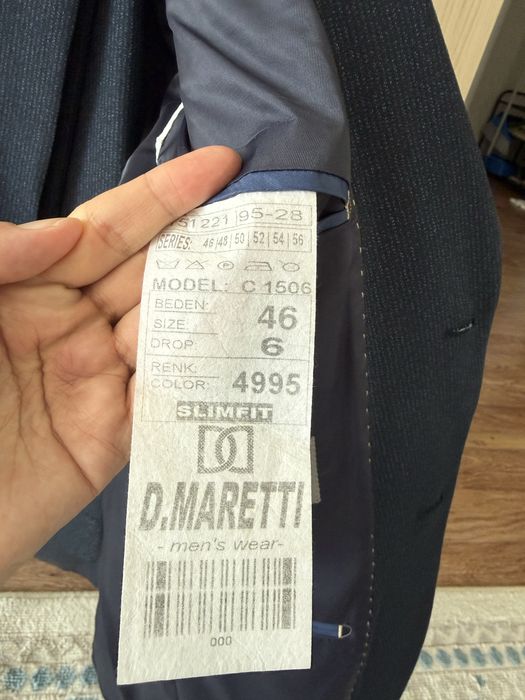 51221 95-28
SERIES: 46 48 50 52 54 56
MODEL: C 1506
BEDEN:
SIZE: 46
DROP: 6
RENK:
COLOR: 4995
SLIMFIT
D.MARETTI
- men's wear-
000